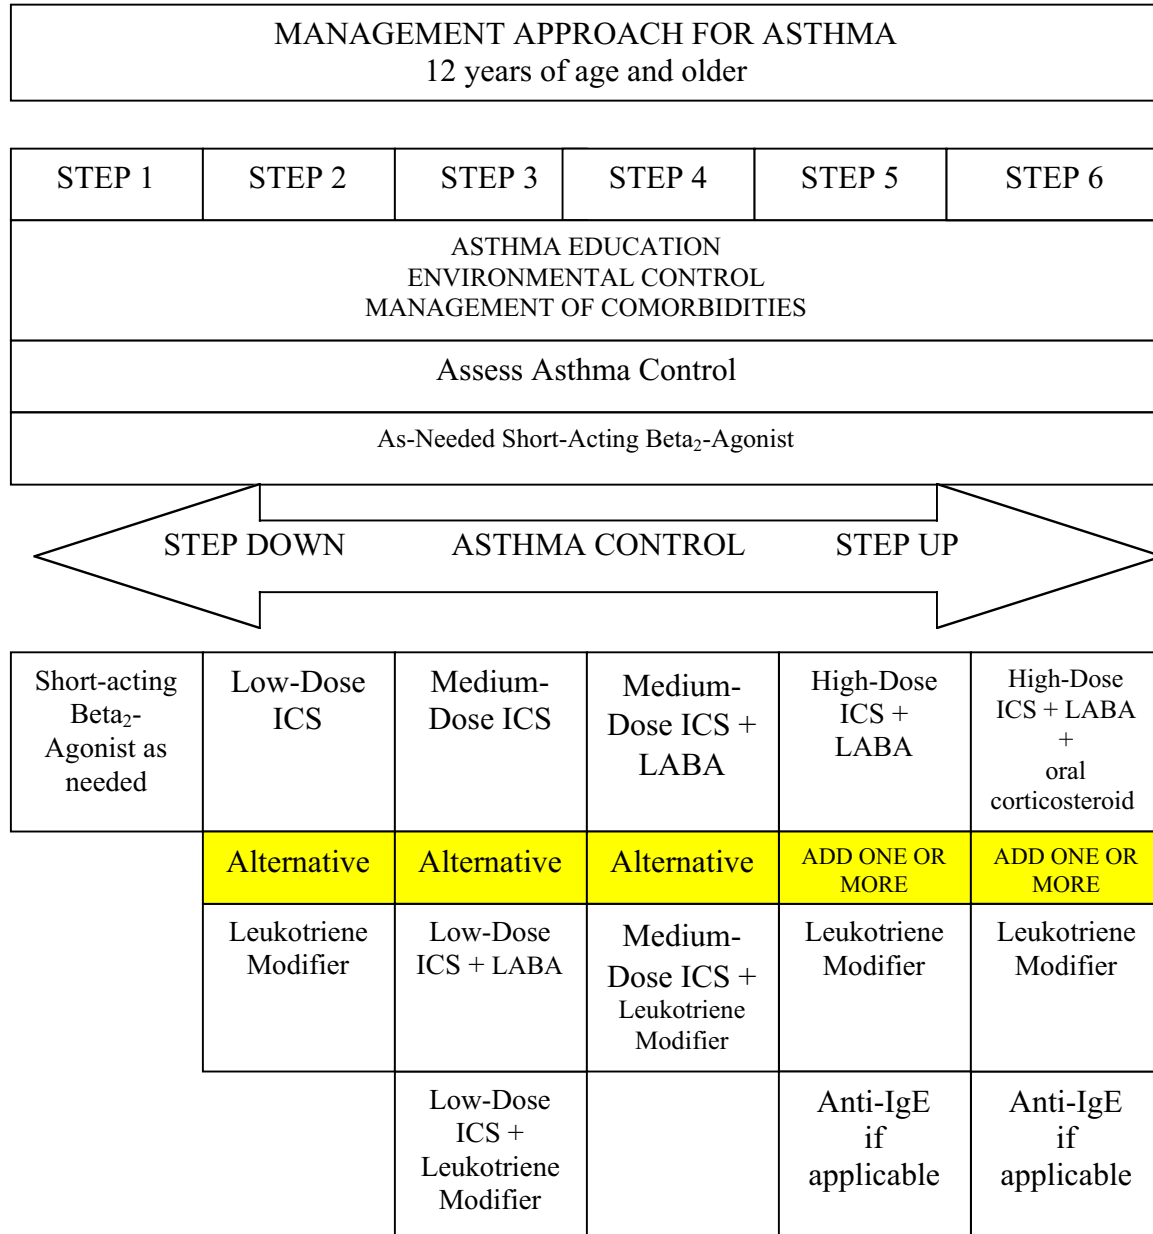 MANAGEMENT APPROACH FOR ASTHMA
12 years of age and older
STEP 1
STEP 2
STEP 3
STEP 4
STEP 5
STEP 6
ASTHMA EDUCATION
ENVIRONMENTAL CONTROL
MANAGEMENT OF COMORBIDITIES
Assess Asthma Control
As-Needed Short-Acting Beta₂-Agonist
STEP DOWN
ASTHMA CONTROL
STEP UP
Short-acting
Beta₂-
Agonist as
needed
Low-Dose
ICS
Medium-
Dose ICS
Medium-
Dose ICS +
LABA
High-Dose
ICS +
LABA
High-Dose
ICS + LABA
+
oral
corticosteroid
Alternative
Alternative
Alternative
ADD ONE OR
MORE
ADD ONE OR
MORE
Leukotriene
Modifier
Low-Dose
ICS + LABA
Medium-
Dose ICS +
Leukotriene
Modifier
Leukotriene
Modifier
Leukotriene
Modifier
Low-Dose
ICS +
Leukotriene
Modifier
Anti-IgE
if
applicable
Anti-IgE
if
applicable